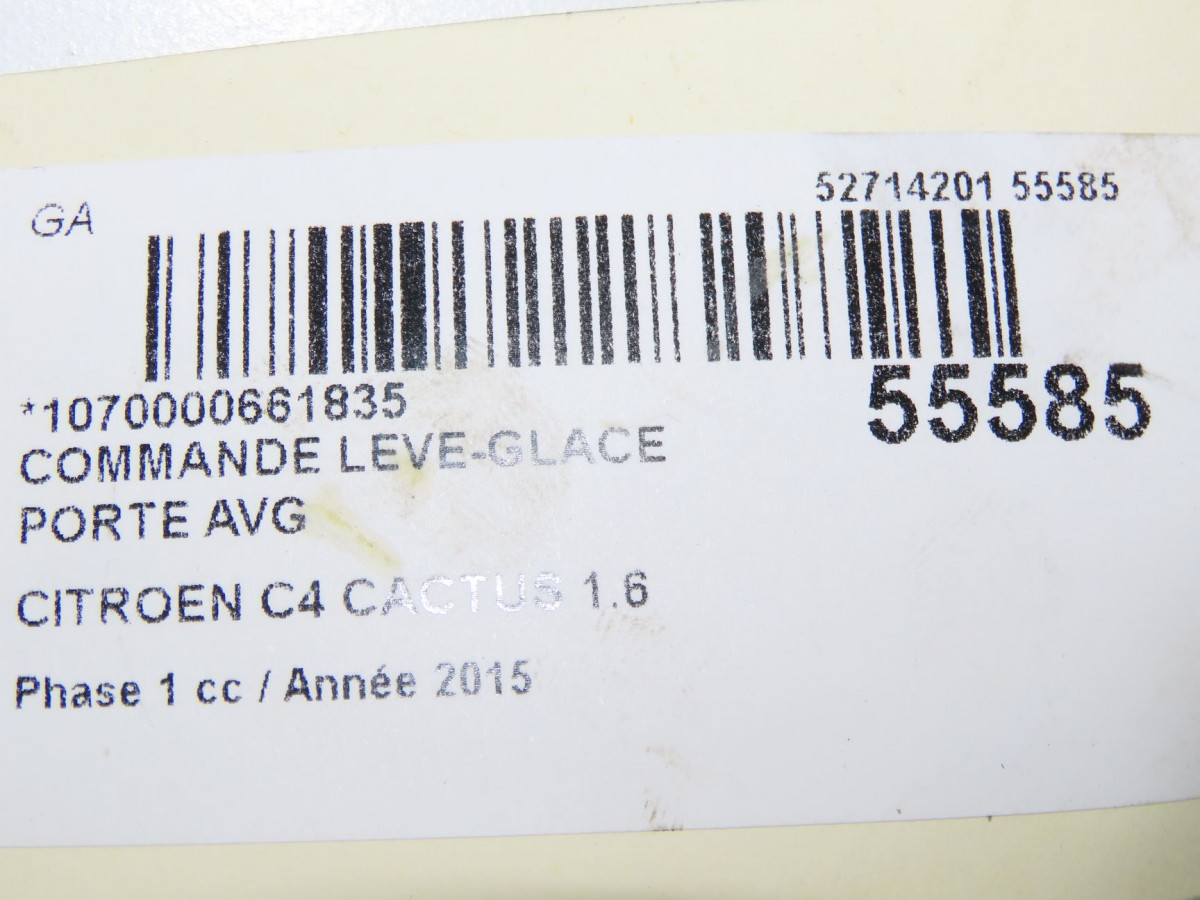 GA
52714201 55585
*1070000661835
55585
COMMANDE LEVE-GLACE
PORTE AVG
CITROEN C4 CACTUS 1.6
Phase 1 cc / Année 2015